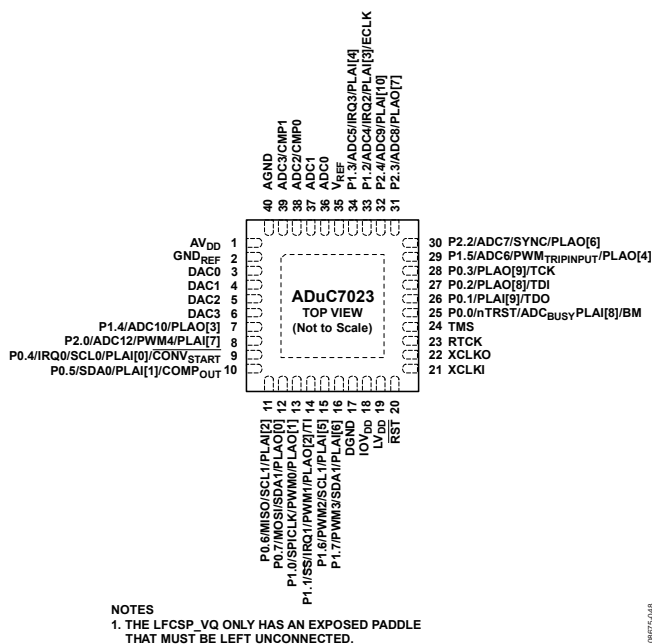 40 AGND
39 ADC3/CMP1
38 ADC2/CMP0
37 ADC1
36 ADC0
35 VREF
34 P1.3/ADC5/IRQ3/PLAI[4]
33 P1.2/ADC4/IRQ2/PLAI[3]/ECLK
32 P2.4/ADC9/PLAI[10]
31 P2.3/ADC8/PLAO[7]
AVDD 1
GNDREF 2
DAC0 3
DAC1 4
DAC2 5
DAC3 6
P1.4/ADC10/PLAO[3] 7
P2.0/ADC12/PWM4/PLAI[7] 8
P0.4/IRQ0/SCL0/PLAI[0]/CONVSTART 9
P0.5/SDA0/PLAI[1]/COMPOUT 10
ADuC7023
TOP VIEW
(Not to Scale)
30 P2.2/ADC7/SYNC/PLAO[6]
29 P1.5/ADC6/PWMTRIPINPUT/PLAO[4]
28 P0.3/PLAO[9]/TCK
27 P0.2/PLAO[8]/TDI
26 P0.1/PLAI[9]/TDO
25 P0.0/nTRST/ADCBUSYPLAI[8]/BM
24 TMS
23 RTCK
22 XCLKO
21 XCLKI
P0.6/MISO/SCL1/PLAI[2] 11
P0.7/MOSI/SDA1/PLAO[0] 12
P1.0/SPICLK/PWM0/PLAO[1] 13
P1.1/SS/IRQ1/PWM1/PLAO[2]/TI 14
P1.6/PWM2/SCL1/PLAI[5] 15
P1.7/PWM3/SDA1/PLAI[6] 16
DGND 17
IOVDD 18
LVDD 19
RST 20
NOTES
1. THE LFCSP_VQ ONLY HAS AN EXPOSED PADDLE
THAT MUST BE LEFT UNCONNECTED.
08675-048